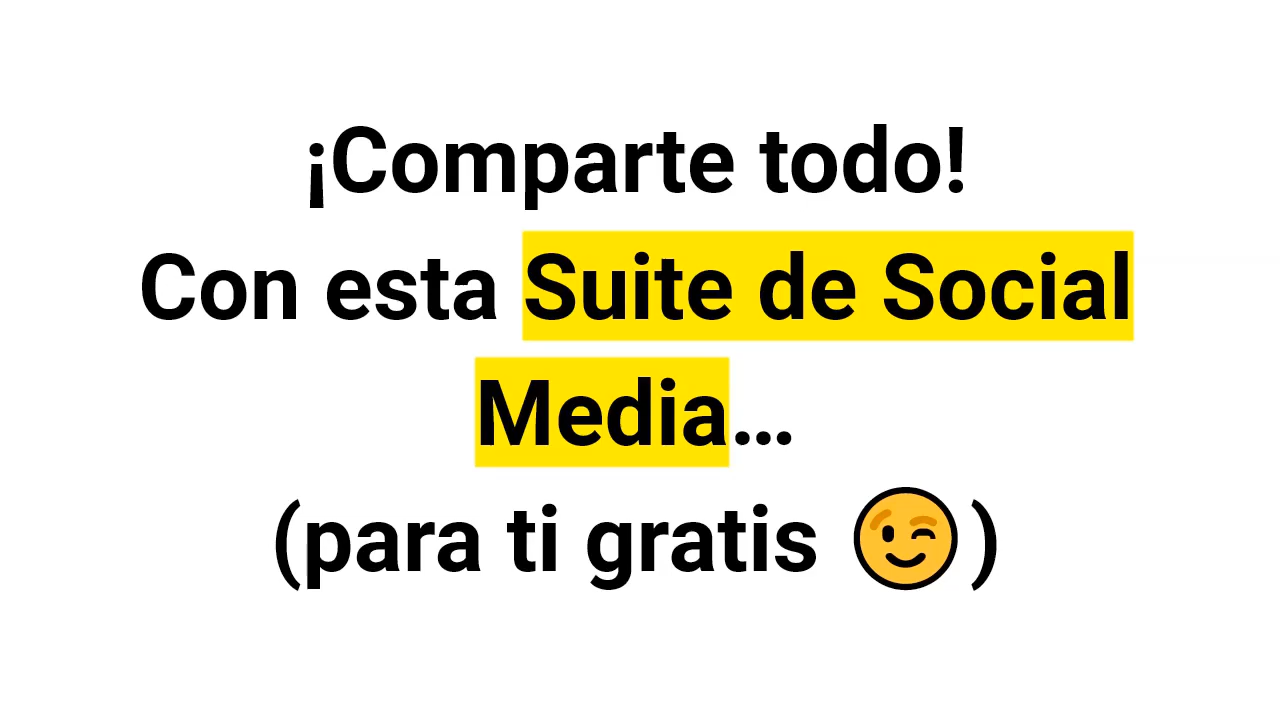 ¡Comparte todo!
Con esta Suite de Social
Media...
(para ti gratis 😉)